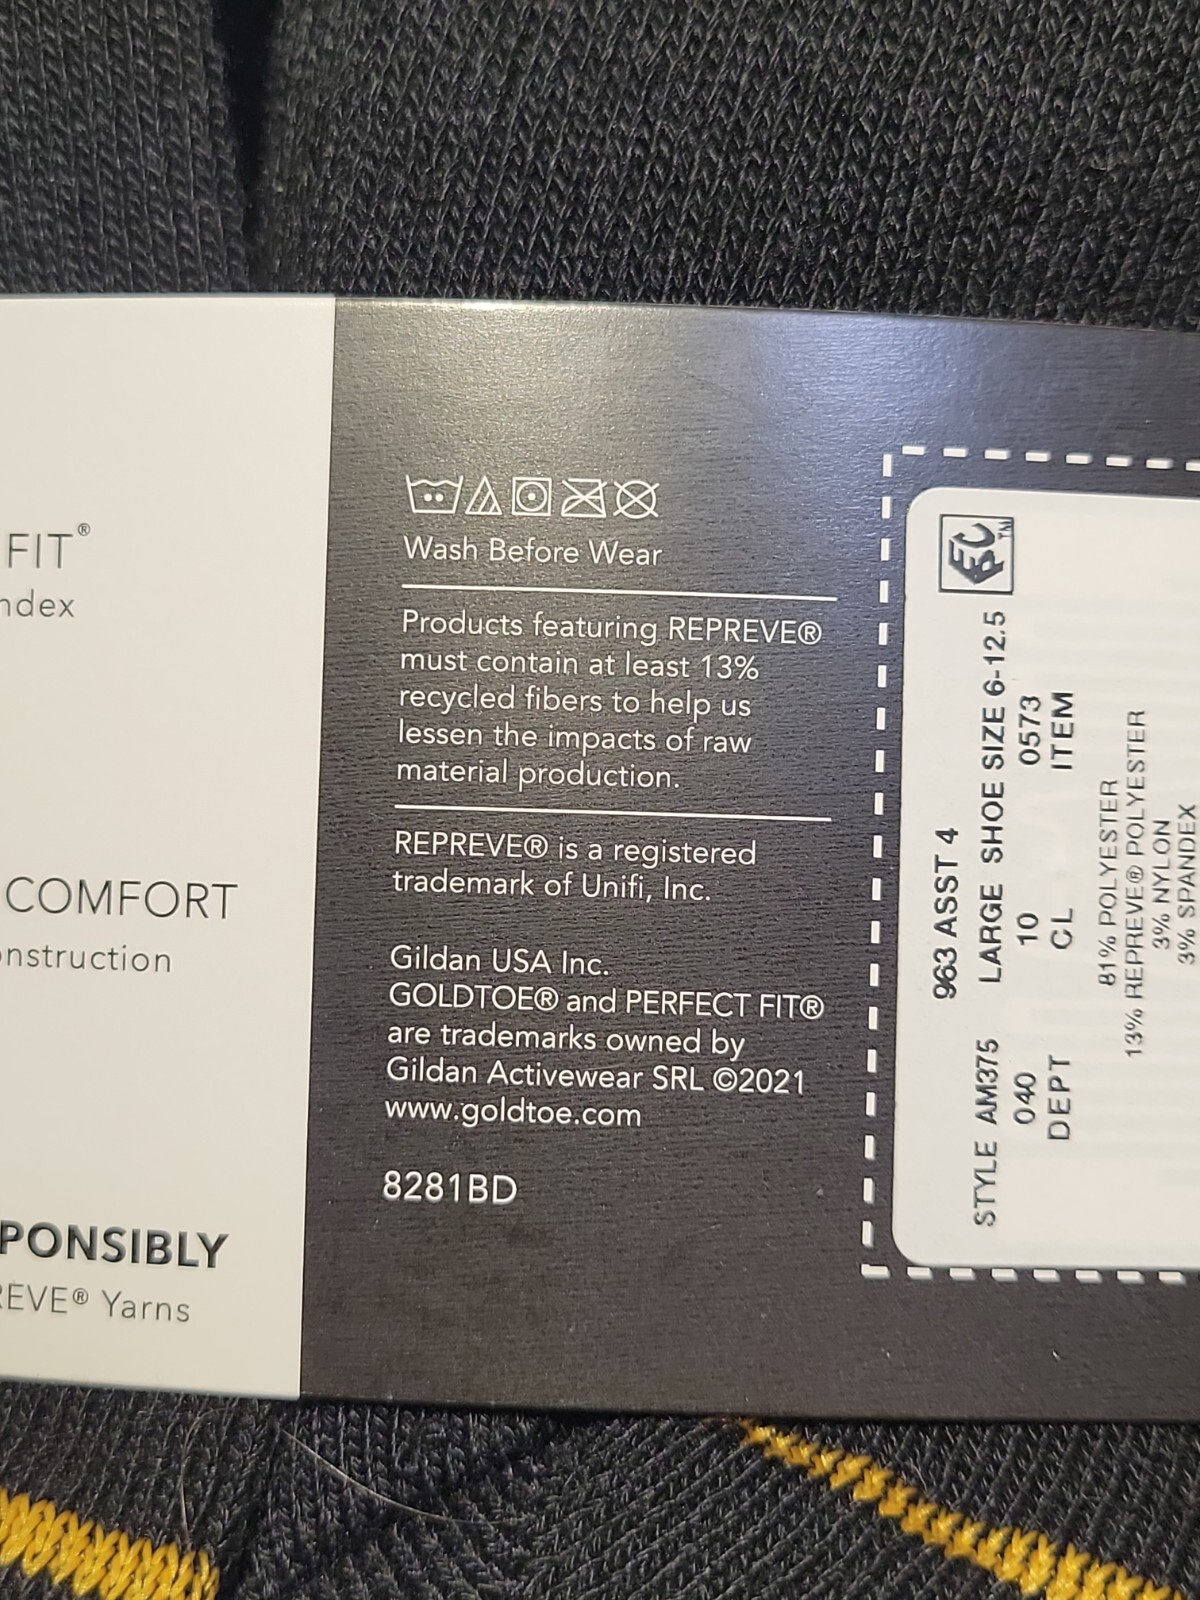 FIT®
ndex
COMFORT
nstruction
PONSIBLY
REVE® Yarns
Wash Before Wear
Products featuring REPREVE®
must contain at least 13%
recycled fibers to help us
lessen the impacts of raw
material production.
REPREVE® is a registered
trademark of Unifi, Inc.
Gildan USA Inc.
GOLDTOE® and PERFECT FIT®
are trademarks owned by
Gildan Activewear SRL ©2021
www.goldtoe.com
8281BD
963 ASST 4
STYLE AM375 LARGE SHOE SIZE 6-12.5
040 10 0573
DEPT CL ITEM
81% POLYESTER
13% REPREVE® POLYESTER
3% NYLON
3% SPANDEX
EPC™